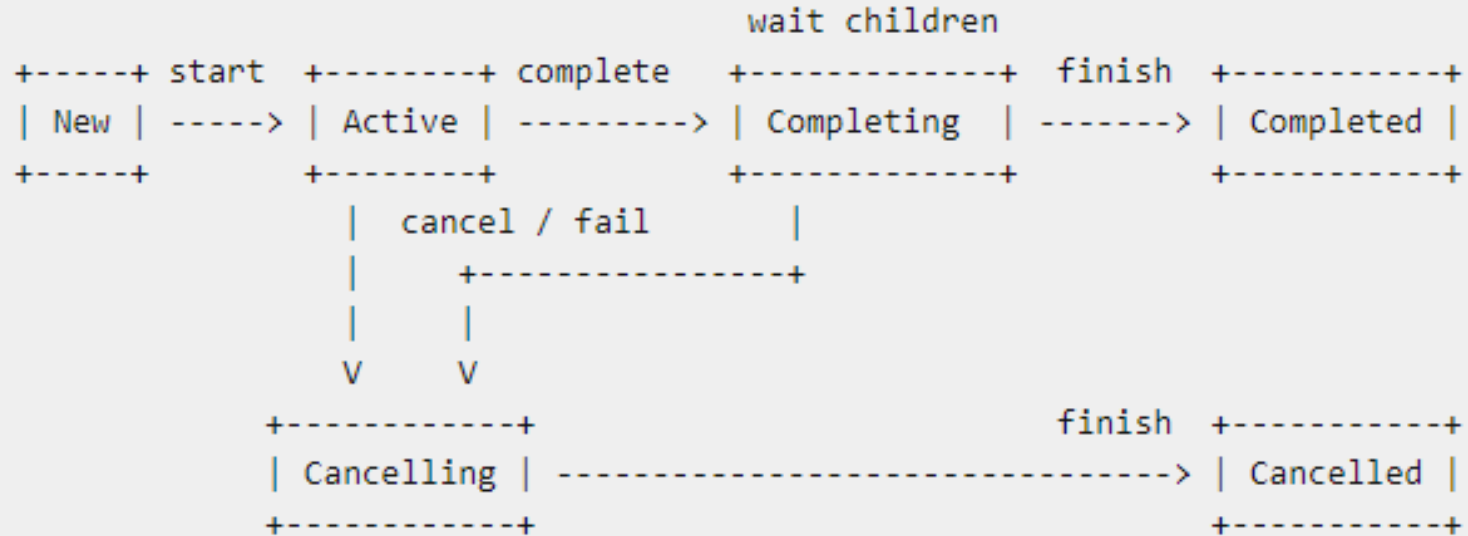 wait children
+-----+ start  +--------+ complete   +-------------+  finish  +-----------+
| New | -----> | Active | ---------> | Completing  | -------> | Completed |
+-----+        +--------+            +-------------+          +-----------+
                 |  cancel / fail       |
                 |     +----------------+
                 |     |
                 V     V
             +------------+                           finish  +-----------+
             | Cancelling | --------------------------------> | Cancelled |
             +------------+                                   +-----------+